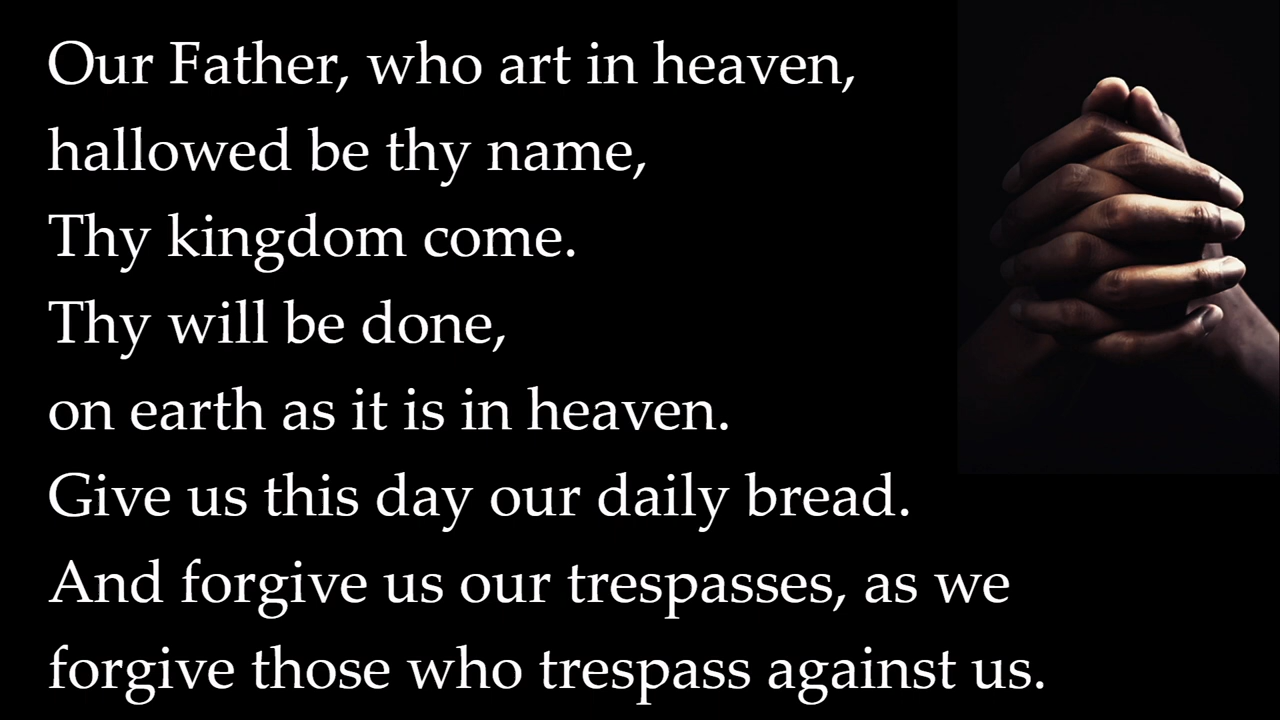 Our Father, who art in heaven,
hallowed be thy name,
Thy kingdom come.
Thy will be done,
on earth as it is in heaven.
Give us this day our daily bread.
And forgive us our trespasses, as we
forgive those who trespass against us.